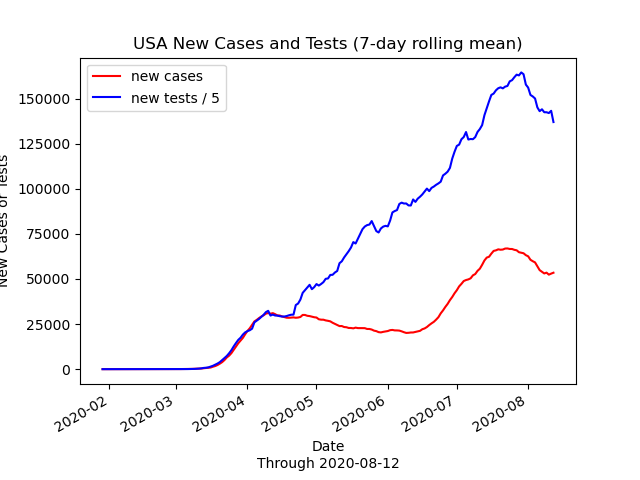 USA New Cases and Tests (7-day rolling mean)
new cases
new tests / 5
150000
125000
100000
75000
50000
25000
0
New Cases or Tests
2020-02
2020-03
2020-04
2020-05
2020-06
2020-07
2020-08
Date
Through 2020-08-12